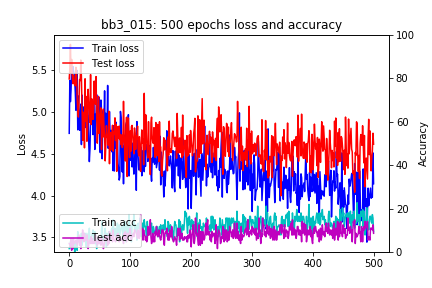 bb3_015: 500 epochs loss and accuracy
Train loss
Test loss
Train acc
Test acc
Loss
5.5
5.0
4.5
4.0
3.5
Accuracy
100
80
60
40
20
0
0
100
200
300
400
500